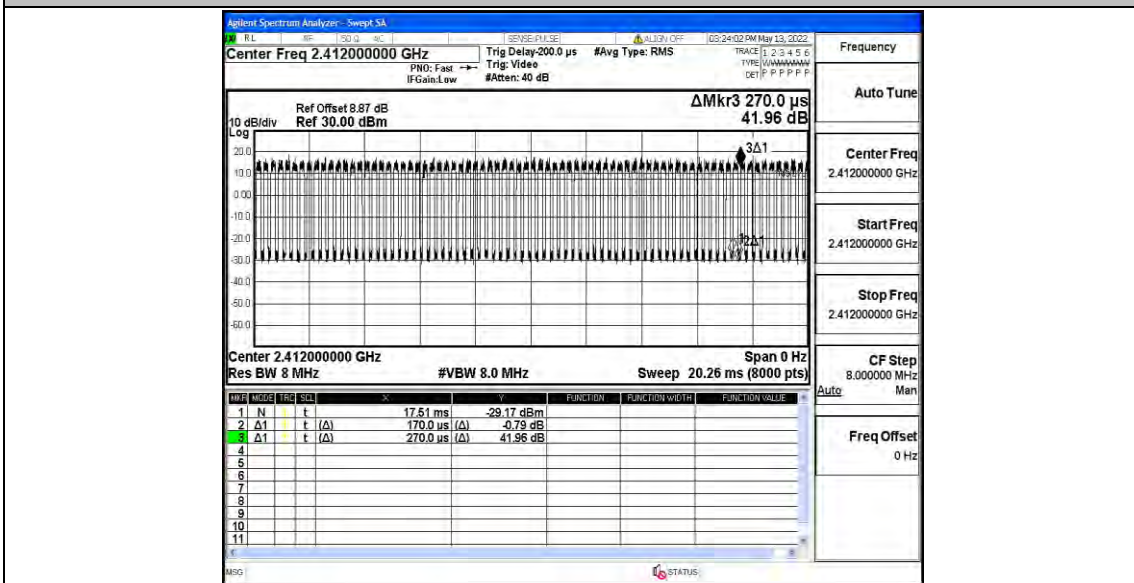 Agilent Spectrum Analyzer - Swept SA
RL RF 50 Ω AC SENSE:PULSE ALIGN OFF 03:24:02 PM May 13, 2022
Center Freq 2.412000000 GHz
PNO: Fast
IFGain:Low
Trig Delay-200.0 µs
Trig: Video
#Atten: 40 dB
#Avg Type: RMS
TRACE 1 2 3 4 5 6
TYPE WWWWWW
DET P P P P P P
ΔMkr3 270.0 µs
41.96 dB
Ref Offset 8.87 dB
10 dB/div Ref 30.00 dBm
Log
20.0
10.0
0.00
-10.0
-20.0
-30.0
-40.0
-50.0
-60.0
3Δ1
2Δ1
Center 2.412000000 GHz Span 0 Hz
Res BW 8 MHz #VBW 8.0 MHz Sweep 20.26 ms (8000 pts)
MKR MODE TRC SCL X Y FUNCTION FUNCTION WIDTH FUNCTION VALUE
1 N t 17.51 ms -29.17 dBm
2 Δ1 t (Δ) 170.0 µs (Δ) -0.79 dB
3 Δ1 t (Δ) 270.0 µs (Δ) 41.96 dB
4
5
6
7
8
9
10
11
MSG STATUS
Frequency
Auto Tune
Center Freq
2.412000000 GHz
Start Freq
2.412000000 GHz
Stop Freq
2.412000000 GHz
CF Step
8.000000 MHz
Auto Man
Freq Offset
0 Hz